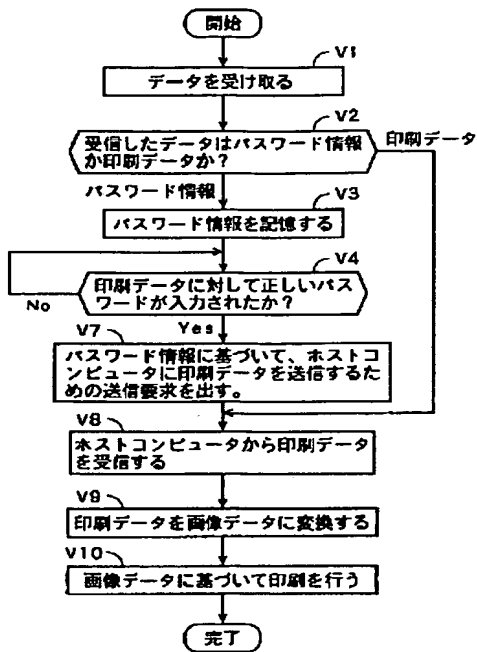 開始
V1
データを受け取る
V2
受信したデータはパスワード情報
か印刷データか?
印刷データ
パスワード情報
V3
パスワード情報を記憶する
V4
印刷データに対して正しいパス
ワードが入力されたか?
No
Yes
V7
パスワード情報に基づいて、ホストコ
ンピュータに印刷データを送信するた
めの送信要求を出す。
V8
ホストコンピュータから印刷データ
を受信する
V9
印刷データを画像データに変換する
V10
画像データに基づいて印刷を行う
完了